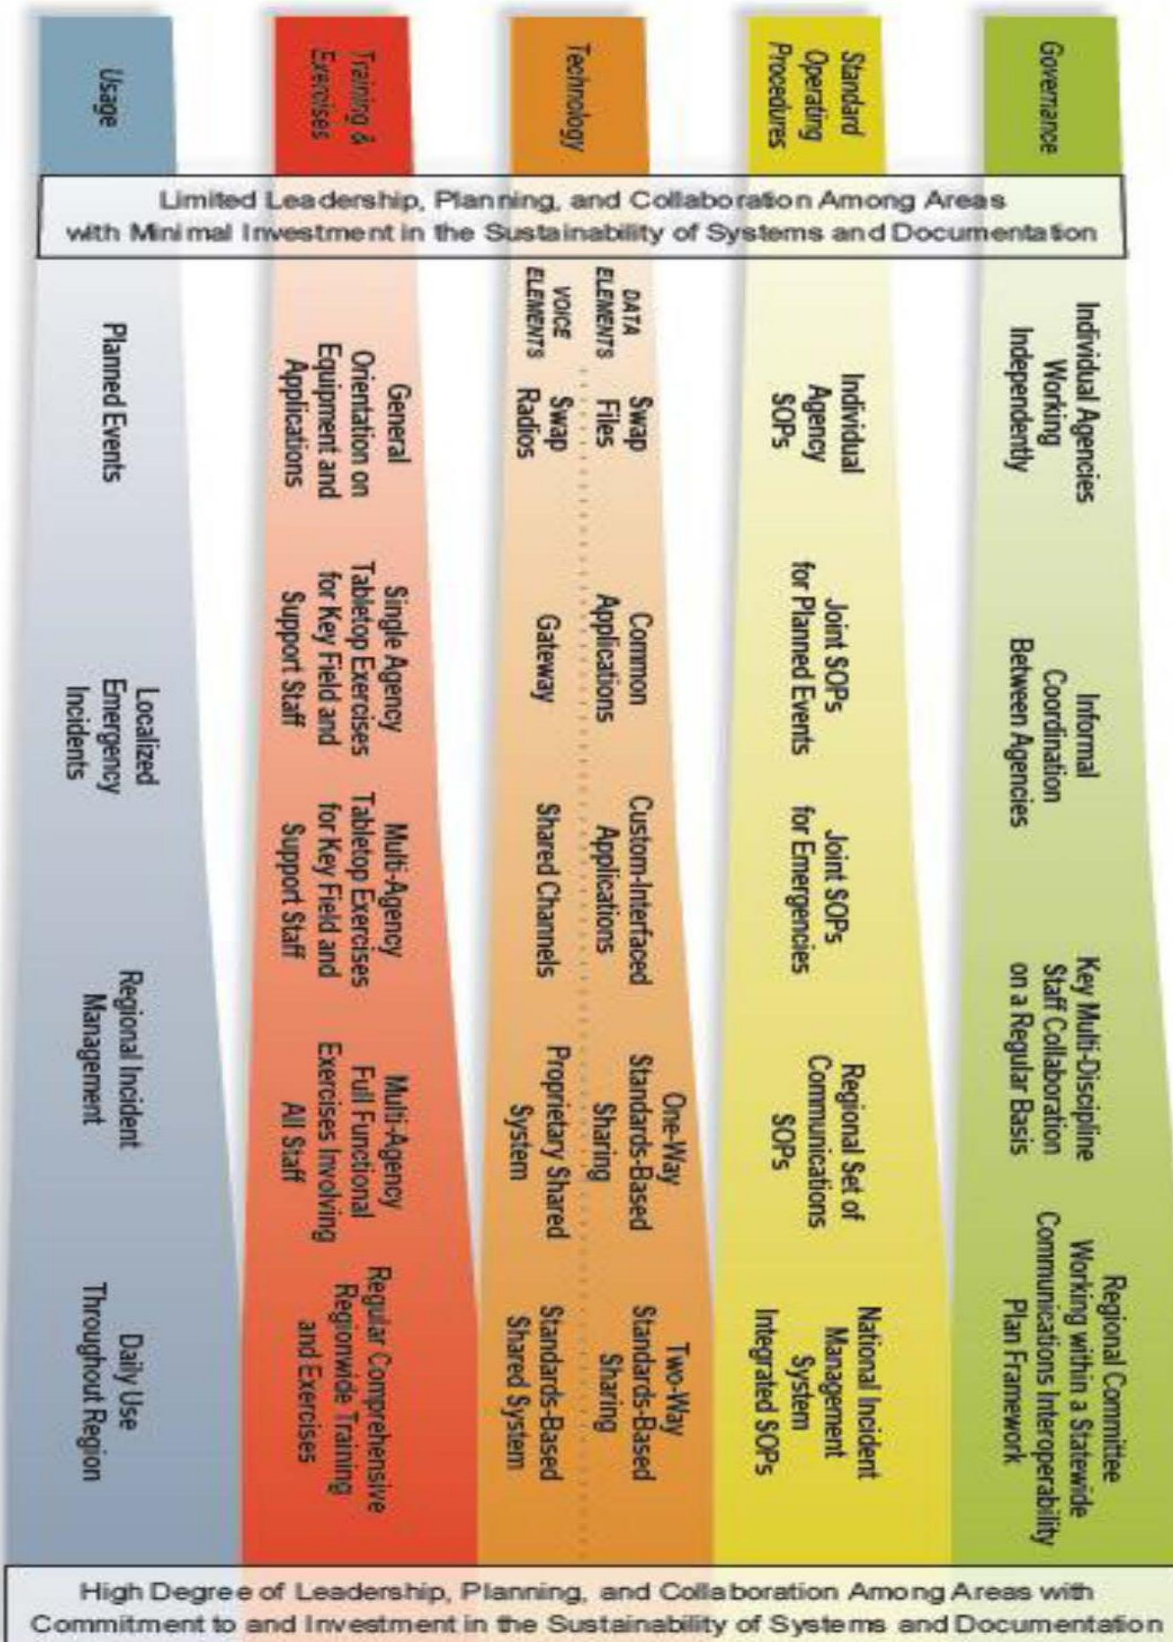 Governance
Individual Agencies
Working
Independently
Informal
Coordination
Between Agencies
Key Multi-Discipline
Staff Collaboration
on a Regular Basis
Regional Committee
Working within a Statewide
Communications Interoperability
Plan Framework
Standard
Operating
Procedures
Individual
Agency
SOPs
Joint SOPs
for Planned Events
Joint SOPs
for Emergencies
Regional Set of
Communications
SOPs
National Incident
Management
System
Integrated SOPs
Technology
DATA
ELEMENTS
Swap
Files
Common
Applications
Custom-Interfaced
Applications
One-Way
Standards-Based
Sharing
Two-Way
Standards-Based
Sharing
VOICE
ELEMENTS
Swap
Radios
Gateway
Shared Channels
Proprietary Shared
System
Standards-Based
Shared System
Training &
Exercises
General
Orientation on
Equipment and
Applications
Single Agency
Tabletop Exercises
for Key Field and
Support Staff
Multi-Agency
Tabletop Exercises
for Key Field and
Support Staff
Multi-Agency
Full Functional
Exercises Involving
All Staff
Regular Comprehensive
Regionwide Training
and Exercises
Usage
Planned Events
Localized
Emergency
Incidents
Regional Incident
Management
Daily Use
Throughout Region
Limited Leadership, Planning, and Collaboration Among Areas
with Minimal Investment in the Sustainability of Systems and Documentation
High Degree of Leadership, Planning, and Collaboration Among Areas with
Commitment to and Investment in the Sustainability of Systems and Documentation